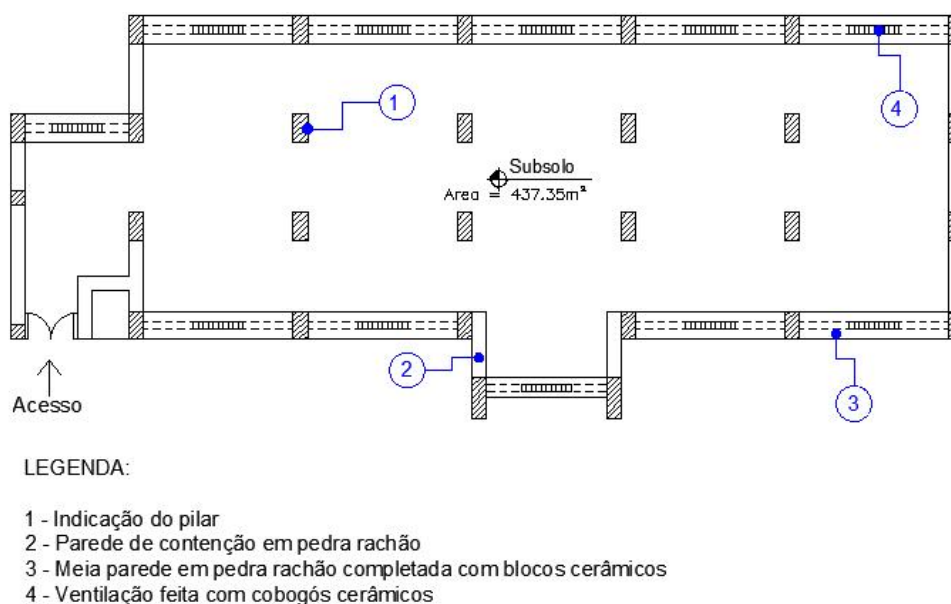 1
4
Subsolo
Area = 437.35m²
2
3
Acesso
LEGENDA:
1 - Indicação do pilar
2 - Parede de contenção em pedra rachão
3 - Meia parede em pedra rachão completada com blocos cerâmicos
4 - Ventilação feita com cobogós cerâmicos